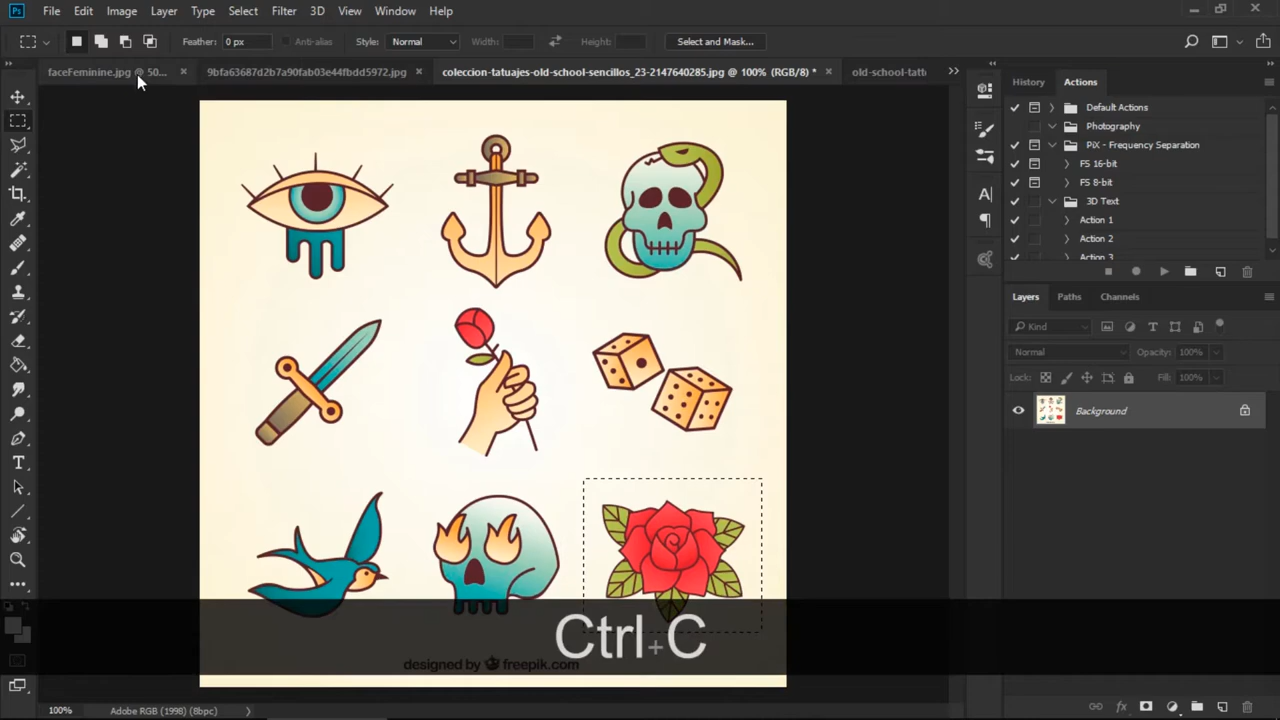 Ps File Edit Image Layer Type Select Filter 3D View Window Help
Feather: 0 px Anti-alias Style: Normal Width: Height: Select and Mask...
faceFeminine.jpg @ 50... × 9bfa63687d2b7a90fab03e44fbdd5972.jpg × coleccion-tatuajes-old-school-sencillos_23-2147640285.jpg @ 100% (RGB/8) * × old-school-tatt
History Actions
Default Actions
Photography
PiX - Frequency Separation
FS 16-bit
FS 8-bit
3D Text
Action 1
Action 2
Action 3
Layers Paths Channels
Kind
Normal Opacity: 100%
Lock: Fill: 100%
Background
Ctrl+C
designed by freepik.com
100% Adobe RGB (1998) (8bpc)